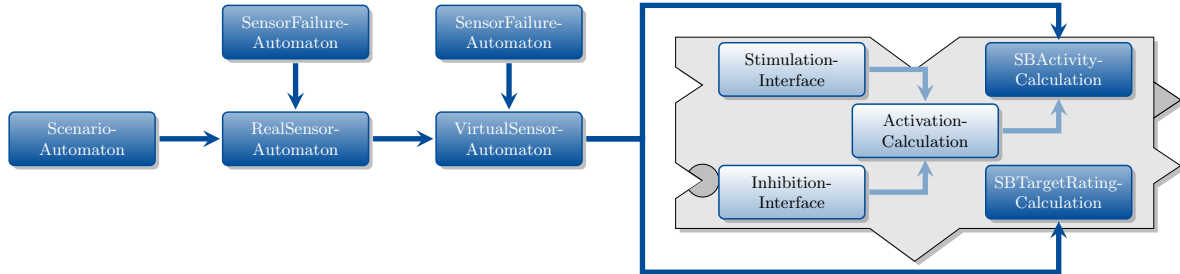 SensorFailure-
Automaton
SensorFailure-
Automaton
Scenario-
Automaton
RealSensor-
Automaton
VirtualSensor-
Automaton
Stimulation-
Interface
SBActivity-
Calculation
Activation-
Calculation
Inhibition-
Interface
SBTargetRating-
Calculation